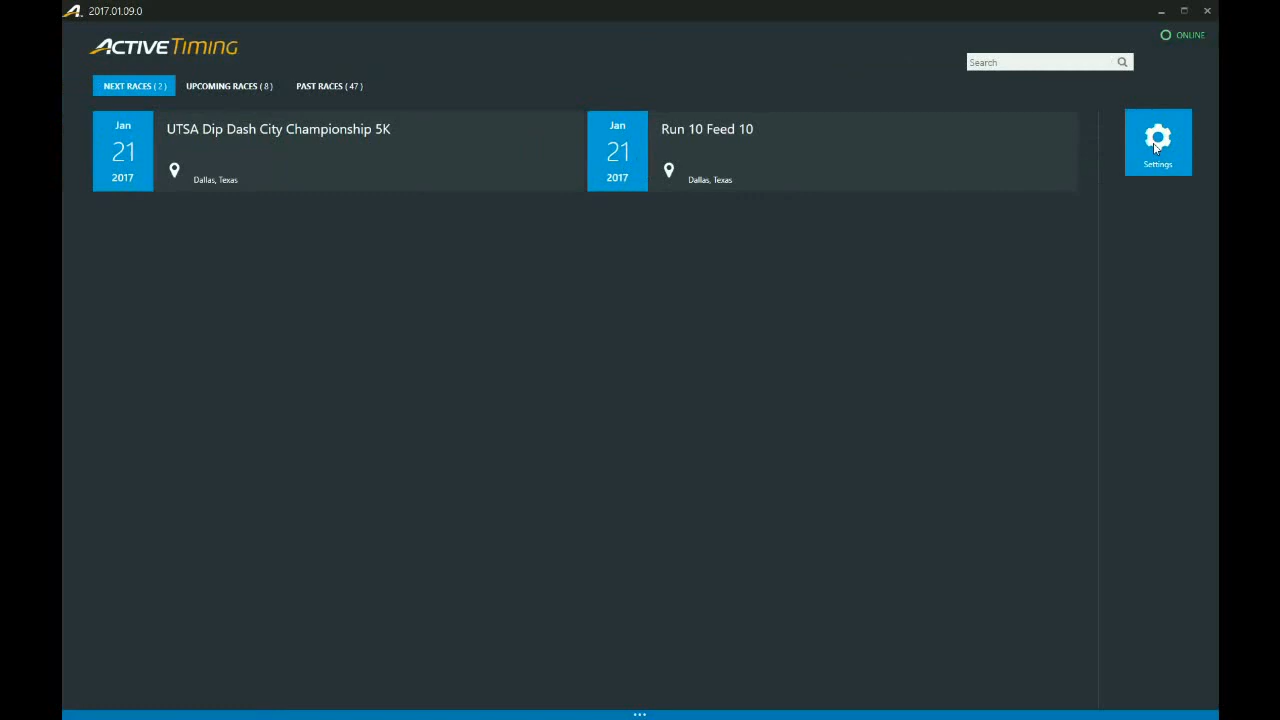 2017.01.09.0
ONLINE
ACTIVE Timing
Search
NEXT RACES ( 2 )
UPCOMING RACES ( 8 )
PAST RACES ( 47 )
Jan
21
2017
UTSA Dip Dash City Championship 5K
Dallas, Texas
Jan
21
2017
Run 10 Feed 10
Dallas, Texas
Settings